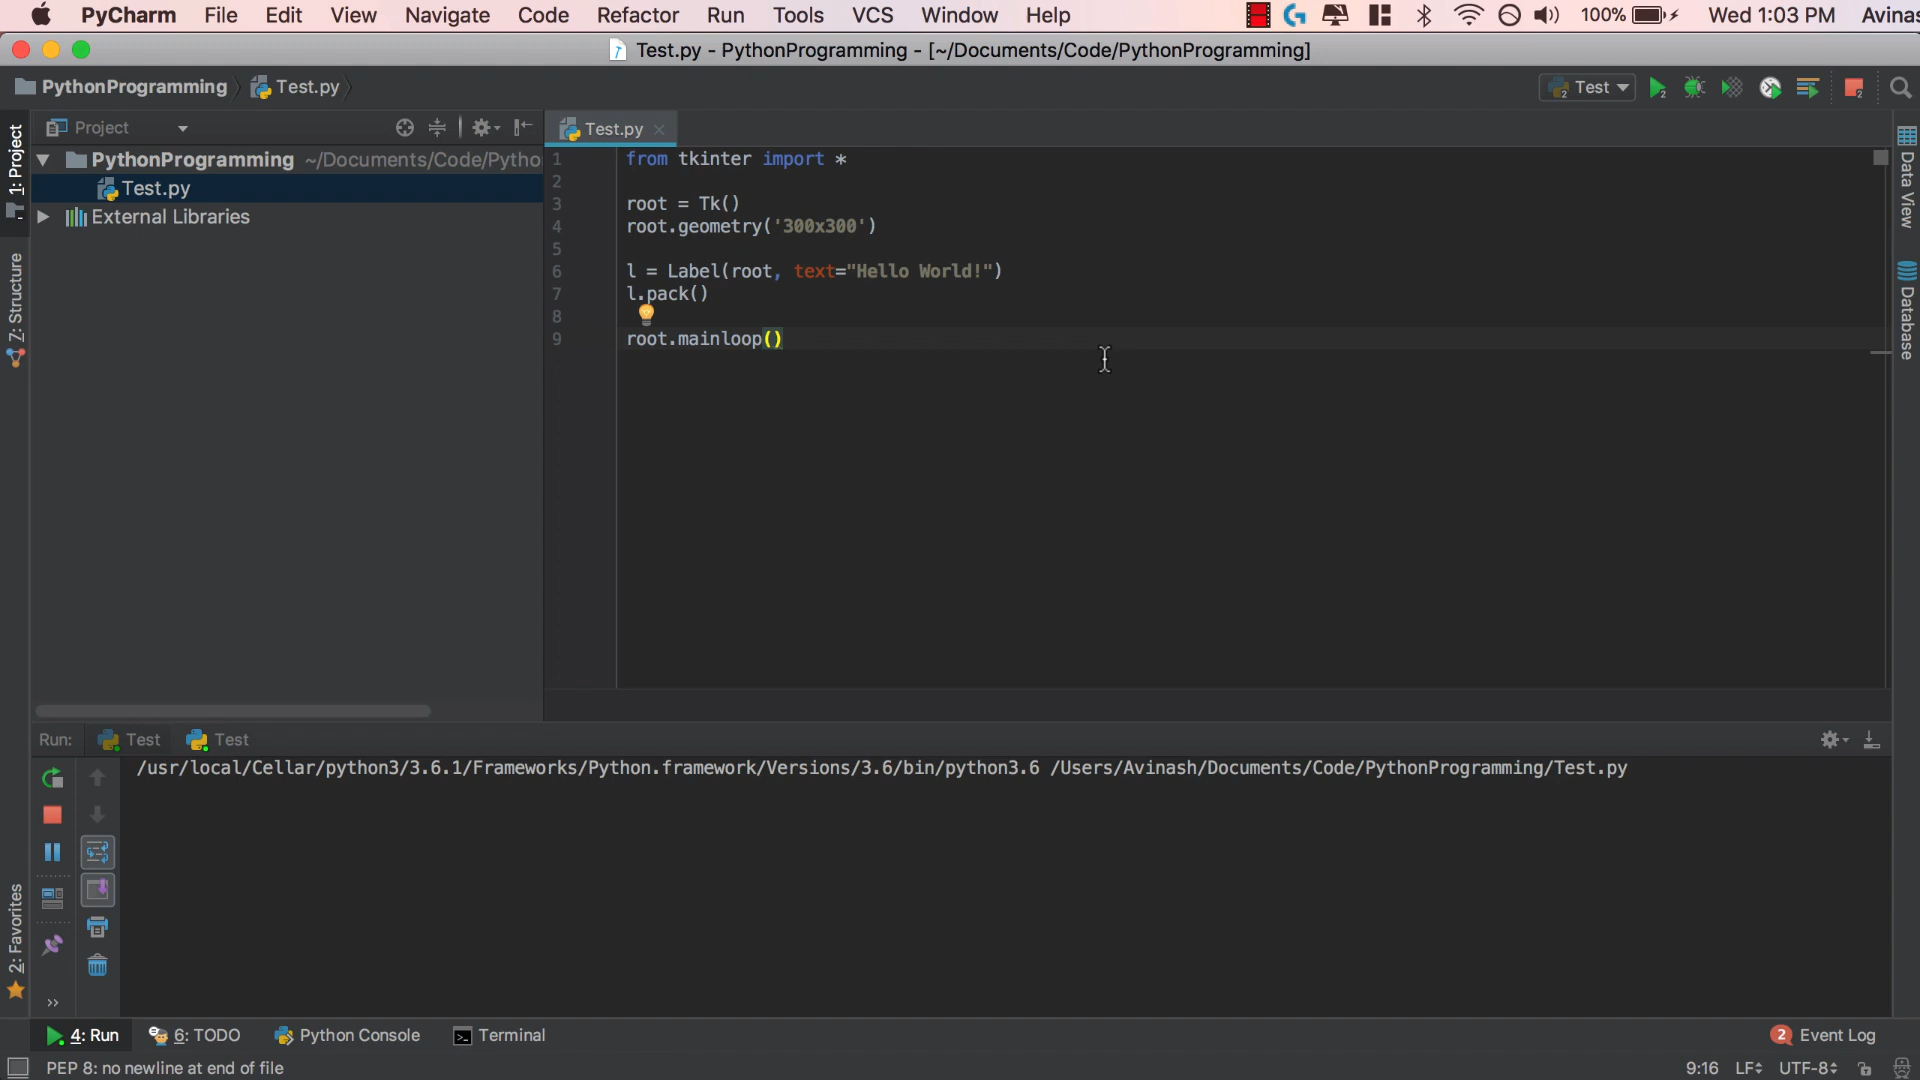 PyCharm File Edit View Navigate Code Refactor Run Tools VCS Window Help 100% Wed 1:03 PM Avinas
Test.py - PythonProgramming - [~/Documents/Code/PythonProgramming]
PythonProgramming Test.py Test
Project Test.py
1: Project
PythonProgramming ~/Documents/Code/Pytho
Test.py
External Libraries
Z: Structure
2: Favorites
1 from tkinter import *
2
3 root = Tk()
4 root.geometry('300x300')
5
6 l = Label(root, text="Hello World!")
7 l.pack()
8
9 root.mainloop()
Data View
Database
Run: Test Test
/usr/local/Cellar/python3/3.6.1/Frameworks/Python.framework/Versions/3.6/bin/python3.6 /Users/Avinash/Documents/Code/PythonProgramming/Test.py
4: Run 6: TODO Python Console Terminal 2 Event Log
PEP 8: no newline at end of file 9:16 LF UTF-8